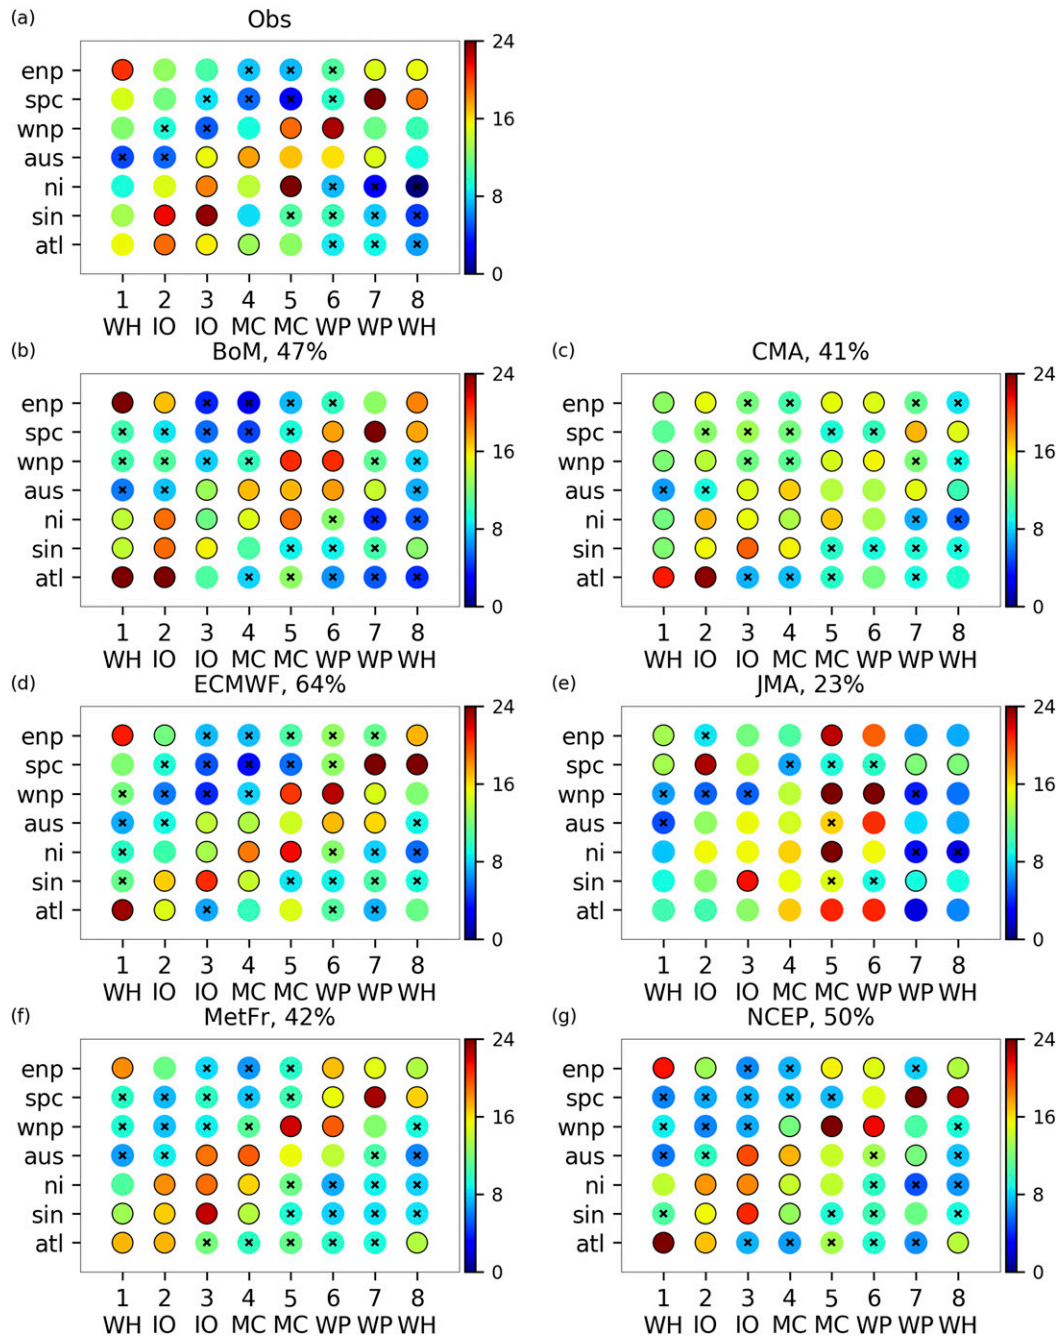 (a)
Obs
enp
spc
wnp
aus
ni
sin
atl
24
16
8
0
1 2 3 4 5 6 7 8
WH IO IO MC MC WP WP WH
(b)
BoM, 47%
enp
spc
wnp
aus
ni
sin
atl
24
16
8
0
1 2 3 4 5 6 7 8
WH IO IO MC MC WP WP WH
(c)
CMA, 41%
enp
spc
wnp
aus
ni
sin
atl
24
16
8
0
1 2 3 4 5 6 7 8
WH IO IO MC MC WP WP WH
(d)
ECMWF, 64%
enp
spc
wnp
aus
ni
sin
atl
24
16
8
0
1 2 3 4 5 6 7 8
WH IO IO MC MC WP WP WH
(e)
JMA, 23%
enp
spc
wnp
aus
ni
sin
atl
24
16
8
0
1 2 3 4 5 6 7 8
WH IO IO MC MC WP WP WH
(f)
MetFr, 42%
enp
spc
wnp
aus
ni
sin
atl
24
16
8
0
1 2 3 4 5 6 7 8
WH IO IO MC MC WP WP WH
(g)
NCEP, 50%
enp
spc
wnp
aus
ni
sin
atl
24
16
8
0
1 2 3 4 5 6 7 8
WH IO IO MC MC WP WP WH